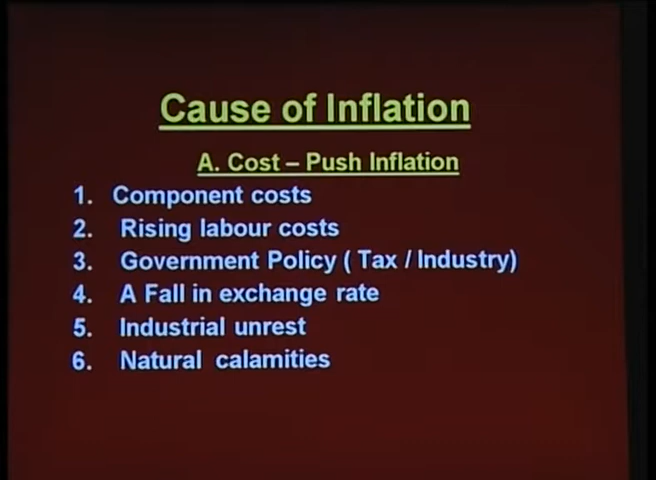 Cause of Inflation
A. Cost – Push Inflation
1. Component costs
2. Rising labour costs
3. Government Policy ( Tax / Industry)
4. A Fall in exchange rate
5. Industrial unrest
6. Natural calamities